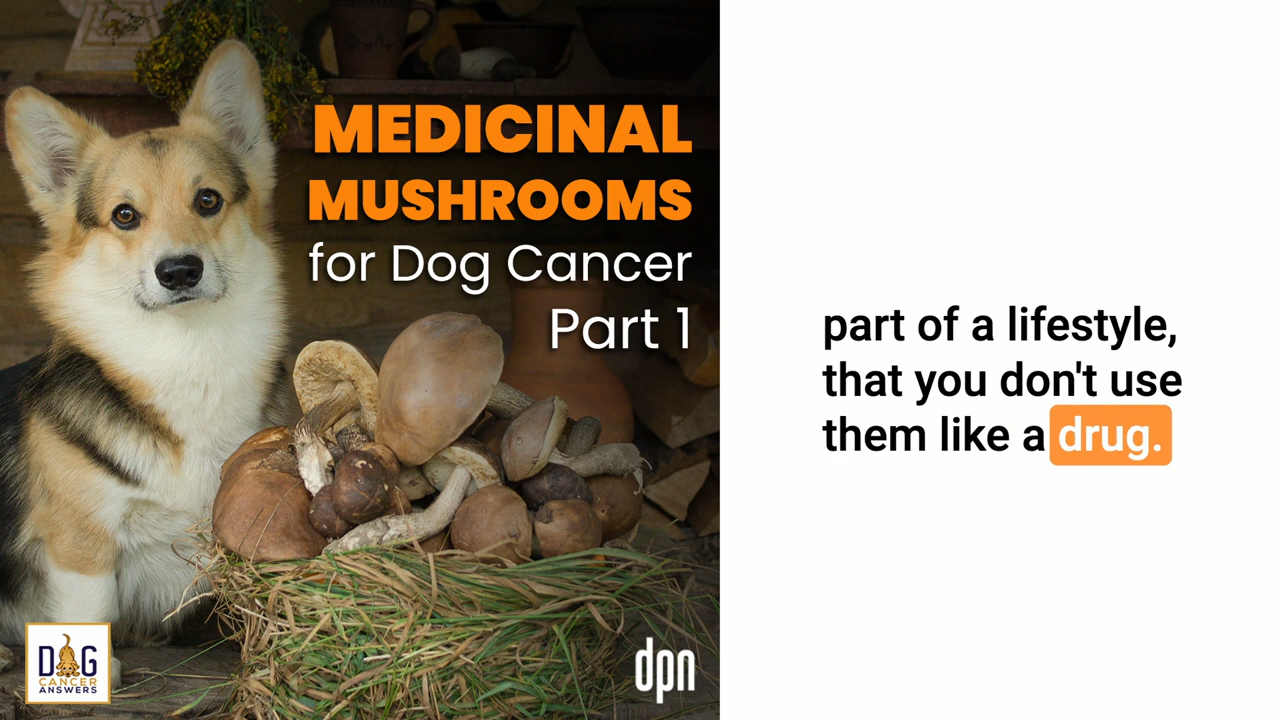 MEDICINAL
MUSHROOMS
for Dog Cancer
Part 1
DOG
CANCER
ANSWERS
dpn
part of a lifestyle,
that you don't use
them like a drug.